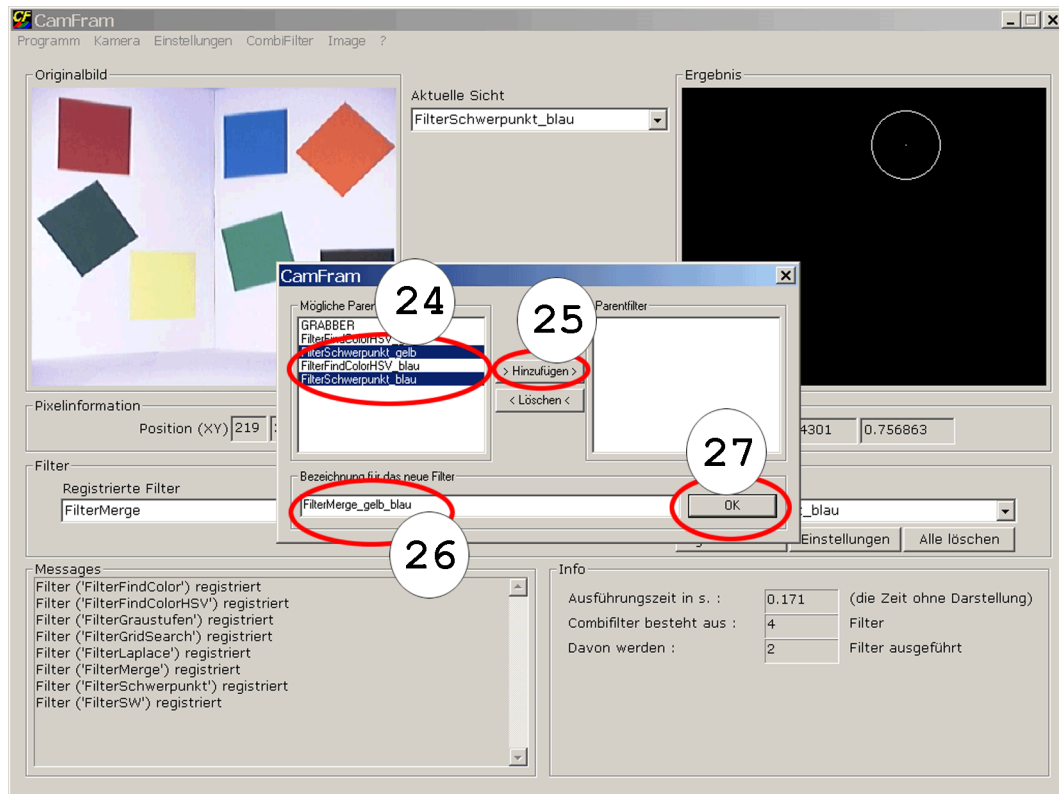 CamFram
Programm Kamera Einstellungen CombiFilter Image ?
Originalbild
Aktuelle Sicht
FilterSchwerpunkt_blau
Ergebnis
CamFram
Mögliche Paren
24
25
Parentfilter
GRABBER
FilterFindColorHSV_g
FilterSchwerpunkt_gelb
FilterFindColorHSV_blau
FilterSchwerpunkt_blau
> Hinzufügen >
< Löschen <
Pixelinformation
Position (XY) 219
4301 0.756863
27
Bezeichnung für das neue Filter
FilterMerge_gelb_blau
OK
26
Filter
Registrierte Filter
FilterMerge
t_blau
Einstellungen Alle löschen
Messages
Filter ('FilterFindColor') registriert
Filter ('FilterFindColorHSV') registriert
Filter ('FilterGraustufen') registriert
Filter ('FilterGridSearch') registriert
Filter ('FilterLaplace') registriert
Filter ('FilterMerge') registriert
Filter ('FilterSchwerpunkt') registriert
Filter ('FilterSW') registriert
Info
Ausführungszeit in s. : 0.171 (die Zeit ohne Darstellung)
Combifilter besteht aus : 4 Filter
Davon werden : 2 Filter ausgeführt